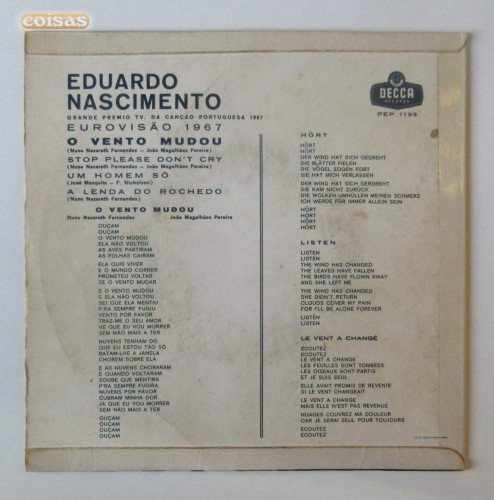 coisas
EDUARDO
NASCIMENTO
GRANDE PREMIO TV. DA CANÇÃO PORTUGUESA 1967
EUROVISÃO 1967
O VENTO MUDOU
(Nuno Nazareth Fernandes - João Magalhães Pereira)
STOP PLEASE DON'T CRY
(Nuno Nazareth Fernandes - João Magalhães Pereira)
UM HOMEM SÓ
(José Mesquita - F. Nicholson)
A LENDA DO ROCHEDO
(Nuno Nazareth Fernandes)
O VENTO MUDOU
Nuno Nazareth Fernandes João Magalhães Pereira
OUÇAM
OUÇAM
O VENTO MUDOU
ELA NÃO VOLTOU
AS AVES PARTIRAM
AS FOLHAS CAIRAM
ELA QUIS VIVER
E O MUNDO CORRER
PROMETEU VOLTAR
SE O VENTO MUDAR
E O VENTO MUDOU
E ELA NÃO VOLTOU
SEI QUE ELA MENTIU
P'RA SEMPRE FUGIU
VENTO POR FAVOR
TRAZ-ME O SEU AMOR
VÊ QUE EU VOU MORRER
SEM NÃO MAIS A TER
NUVENS TENHAM DÓ
QUE EU ESTOU TÃO SÓ
BATAM-LHE A JANELA
CHOREM SOBRE ELA
E AS NUVENS CHORARAM
E QUANDO VOLTARAM
SOUBE QUE MENTIRA
P'RA SEMPRE FUGIRA
NUVENS POR FAVOR
CUBRAM MINHA DOR
JÁ QUE EU VOU MORRER
SEM NÃO MAIS A TER
OUÇAM
OUÇAM
OUÇAM
OUÇAM
DECCA
RECORDS
PEP 1193
HÖRT
HÖRT
HÖRT
DER WIND HAT SICH GEDREHT
DIE BLÄTTER FIELEN
DIE VÖGEL ZOGEN FORT
SIE HAT MICH VERLASSEN
DER WIND HAT SICH GERDREHT
SIE KAM NICHT ZURÜCK
DIE WOLKEN UMHÜLLEN MEINEN SCHMERZ
ICH WERDE FÜR IMMER ALLEIN SEIN
HÖRT
HÖRT
HÖRT
HÖRT
LISTEN
LISTEN
LISTEN
THE WIND HAS CHANGED
THE LEAVES HAVE FALLEN
THE BIRDS HAVE FLOWN AWAY
AND SHE LEFT ME
THE WIND HAS CHANGED
SHE DIDN'T RETURN
CLOUDS COVER MY PAIN
FOR I'LL BE ALONE FOREVER
LISTEN
LISTEN
LE VENT A CHANGÉ
ECOUTEZ
ECOUTEZ
LE VENT A CHANGE
LES FEUILLES SONT TOMBÉES
LES OISEAUX SONT PARTIS
ET JE SUIS SEUL
ELLE AVAIT PROMIS DE REVENIR
SI LE VENT CHANGEAIT
LE VENT A CHANGE
MAIS ELLE N'EST PAS REVENUE
NUAGES COUVREZ MA DOULEUR
CAR JE SERAI SEUL POUR TOUJOURS
ECOUTEZ
ECOUTEZ